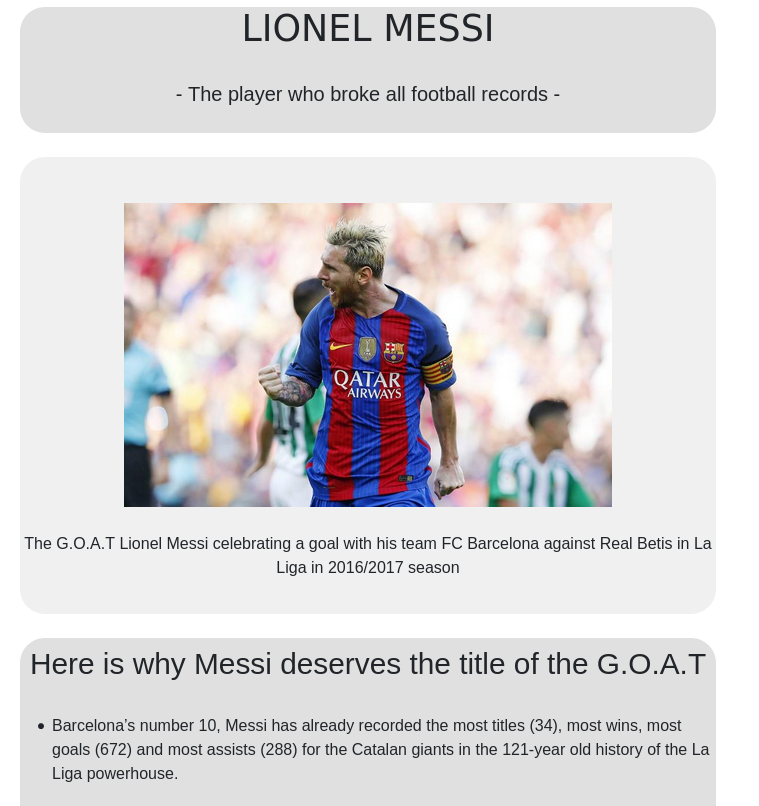 LIONEL MESSI
- The player who broke all football records -
QATAR
AIRWAYS
The G.O.A.T Lionel Messi celebrating a goal with his team FC Barcelona against Real Betis in La
Liga in 2016/2017 season
Here is why Messi deserves the title of the G.O.A.T
Barcelona’s number 10, Messi has already recorded the most titles (34), most wins, most
goals (672) and most assists (288) for the Catalan giants in the 121-year old history of the La
Liga powerhouse.